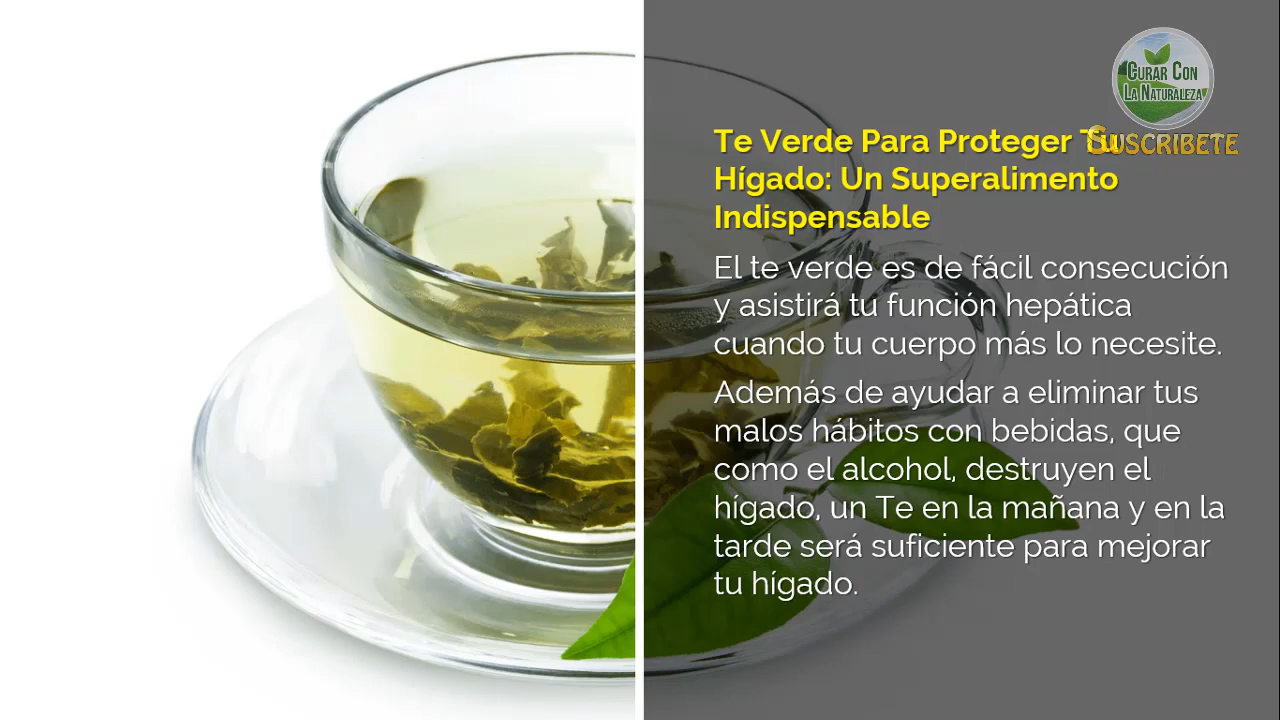 CURAR CON
LA NATURALEZA
SUSCRIBETE
Te Verde Para Proteger Tu
Hígado: Un Superalimento
Indispensable
El te verde es de fácil consecución
y asistirá tu función hepática
cuando tu cuerpo más lo necesite.
Además de ayudar a eliminar tus
malos hábitos con bebidas, que
como el alcohol, destruyen el
hígado, un Te en la mañana y en la
tarde será suficiente para mejorar
tu hígado.